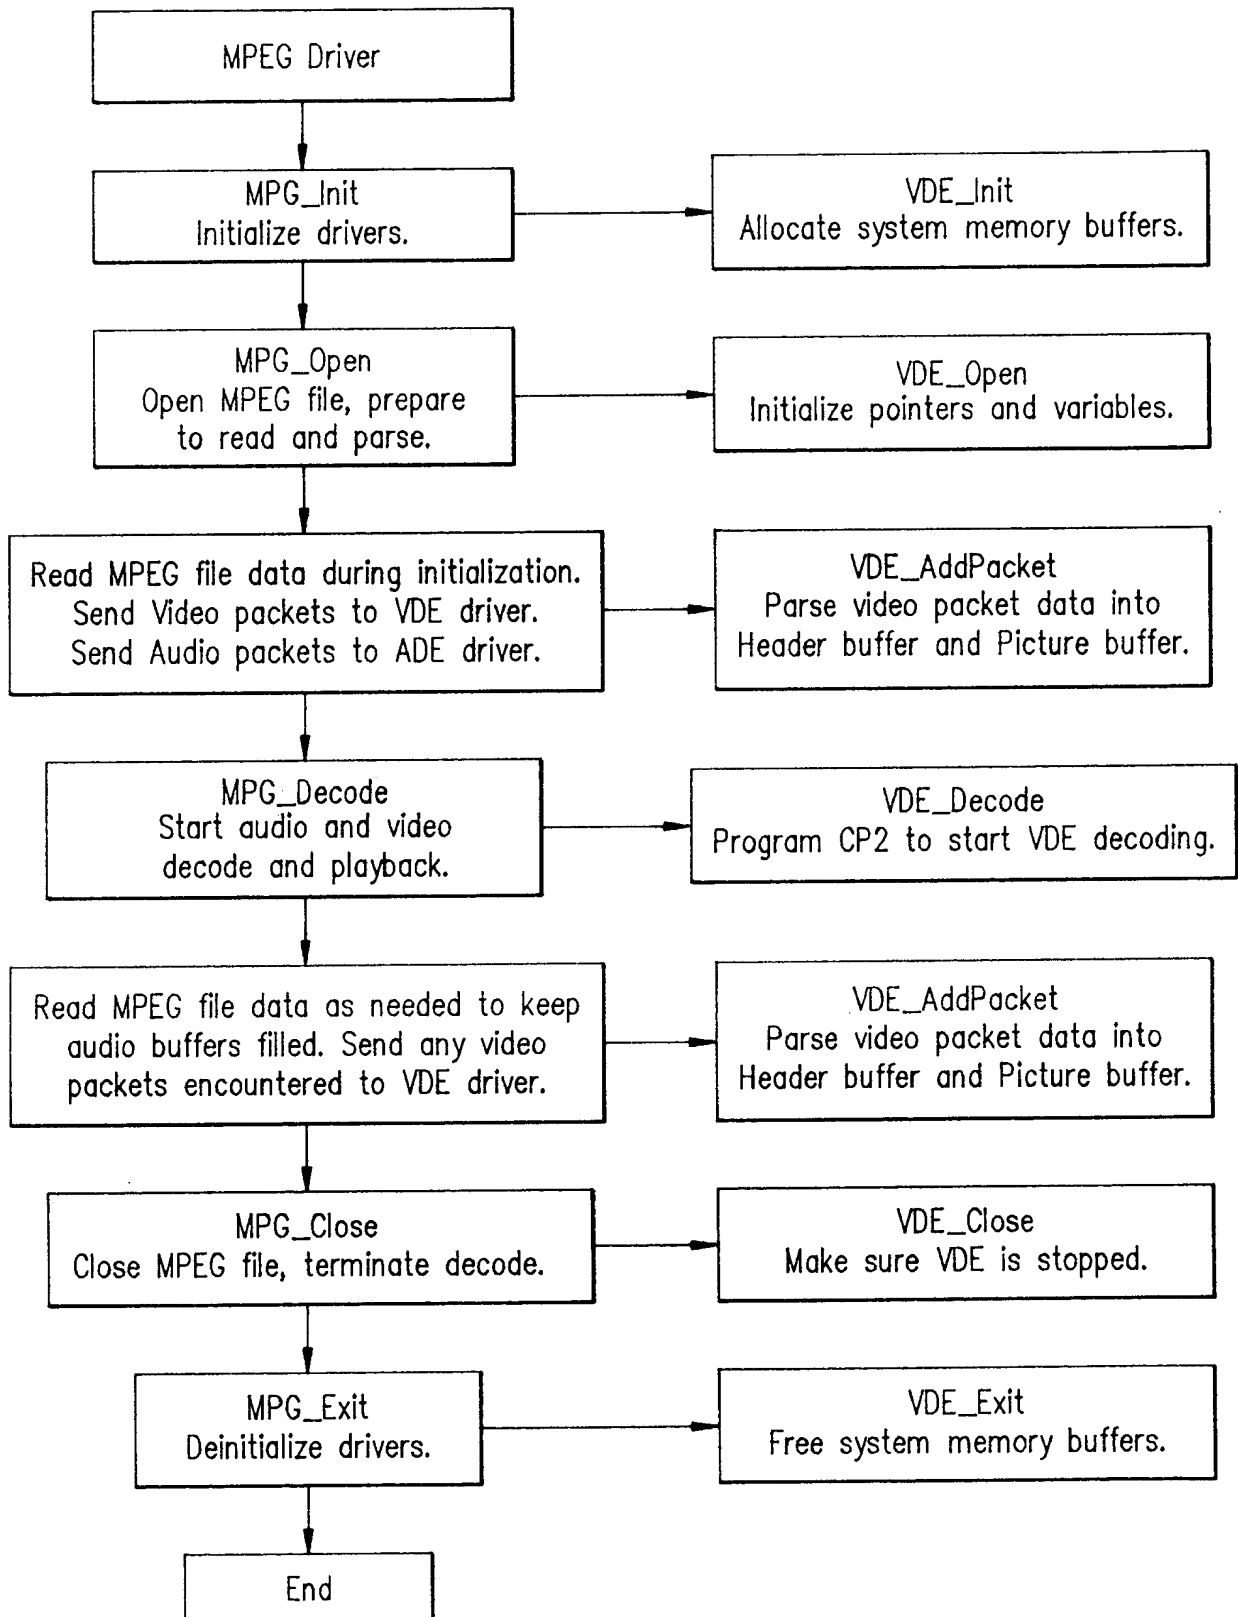 MPEG Driver
MPG_Init
Initialize drivers.
VDE_Init
Allocate system memory buffers.
MPG_Open
Open MPEG file, prepare
to read and parse.
VDE_Open
Initialize pointers and variables.
Read MPEG file data during initialization.
Send Video packets to VDE driver.
Send Audio packets to ADE driver.
VDE_AddPacket
Parse video packet data into
Header buffer and Picture buffer.
MPG_Decode
Start audio and video
decode and playback.
VDE_Decode
Program CP2 to start VDE decoding.
Read MPEG file data as needed to keep
audio buffers filled. Send any video
packets encountered to VDE driver.
VDE_AddPacket
Parse video packet data into
Header buffer and Picture buffer.
MPG_Close
Close MPEG file, terminate decode.
VDE_Close
Make sure VDE is stopped.
MPG_Exit
Deinitialize drivers.
VDE_Exit
Free system memory buffers.
End